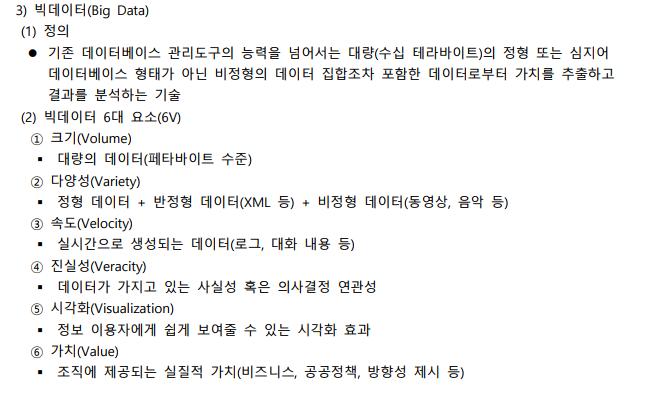 3) 빅데이터(Big Data)
(1) 정의
● 기존 데이터베이스 관리도구의 능력을 넘어서는 대량(수십 테라바이트)의 정형 또는 심지어
데이터베이스 형태가 아닌 비정형의 데이터 집합조차 포함한 데이터로부터 가치를 추출하고
결과를 분석하는 기술
(2) 빅데이터 6대 요소(6V)
① 크기(Volume)
▪ 대량의 데이터(페타바이트 수준)
② 다양성(Variety)
▪ 정형 데이터 + 반정형 데이터(XML 등) + 비정형 데이터(동영상, 음악 등)
③ 속도(Velocity)
▪ 실시간으로 생성되는 데이터(로그, 대화 내용 등)
④ 진실성(Veracity)
▪ 데이터가 가지고 있는 사실성 혹은 의사결정 연관성
⑤ 시각화(Visualization)
▪ 정보 이용자에게 쉽게 보여줄 수 있는 시각화 효과
⑥ 가치(Value)
▪ 조직에 제공되는 실질적 가치(비즈니스, 공공정책, 방향성 제시 등)